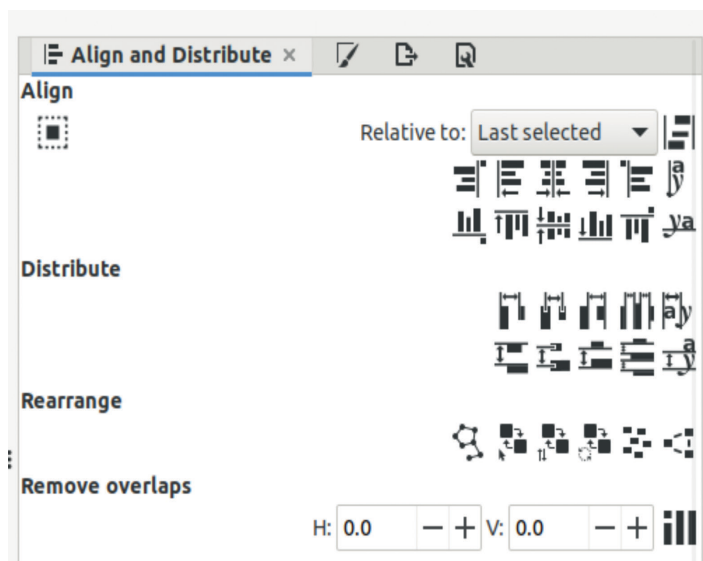 Align and Distribute
Align
Relative to: Last selected
Distribute
Rearrange
Remove overlaps
H: 0.0 V: 0.0